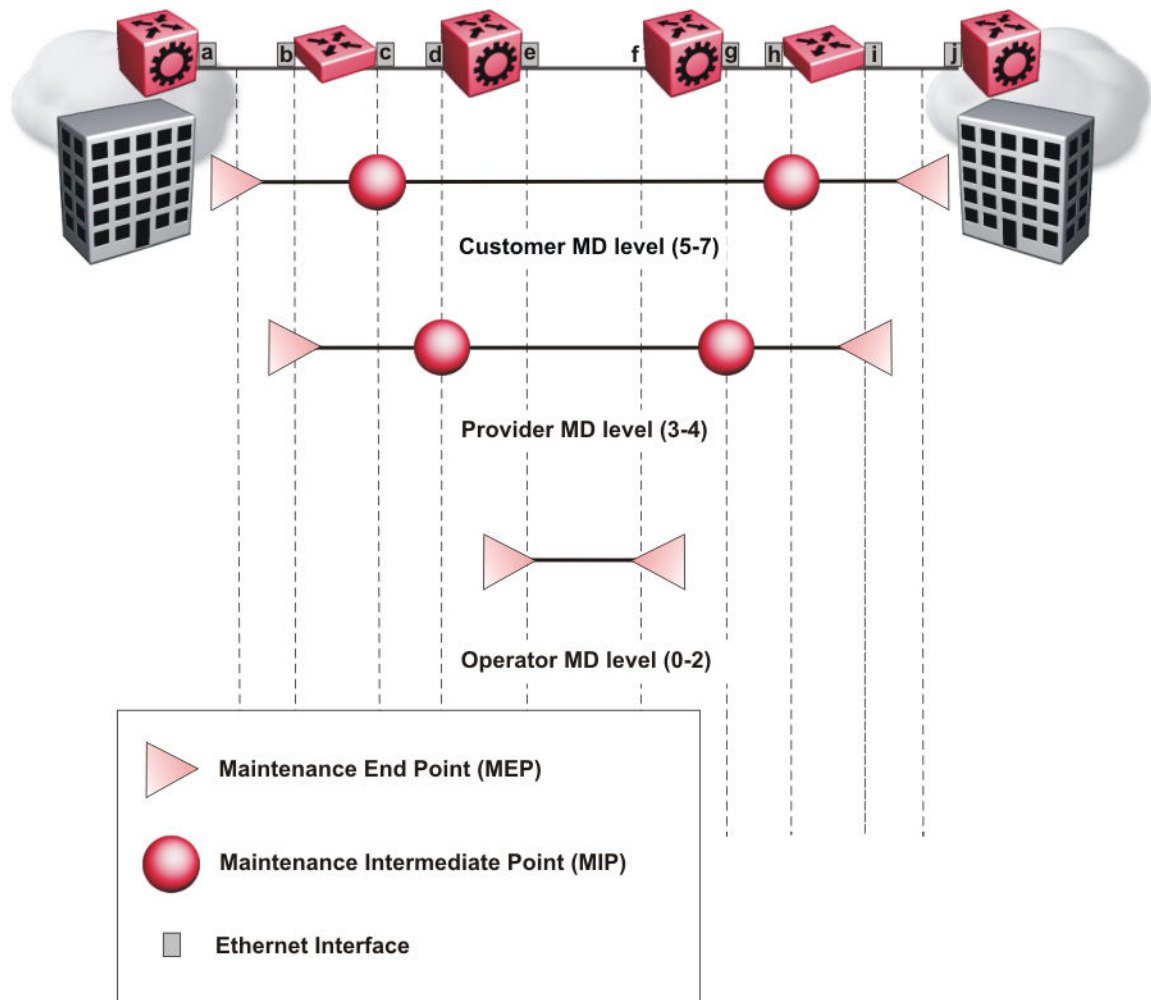 a b c d e f g h i j
Customer MD level (5-7)
Provider MD level (3-4)
Operator MD level (0-2)
Maintenance End Point (MEP)
Maintenance Intermediate Point (MIP)
Ethernet Interface